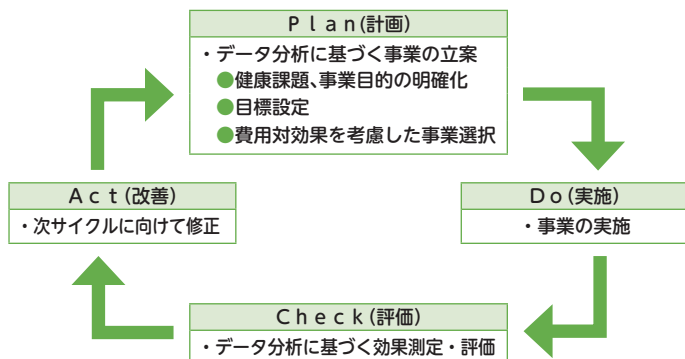 Plan(計画)
・データ分析に基づく事業の立案
●健康課題、事業目的の明確化
●目標設定
●費用対効果を考慮した事業選択
Act(改善)
・次サイクルに向けて修正
Do(実施)
・事業の実施
Check(評価)
・データ分析に基づく効果測定・評価